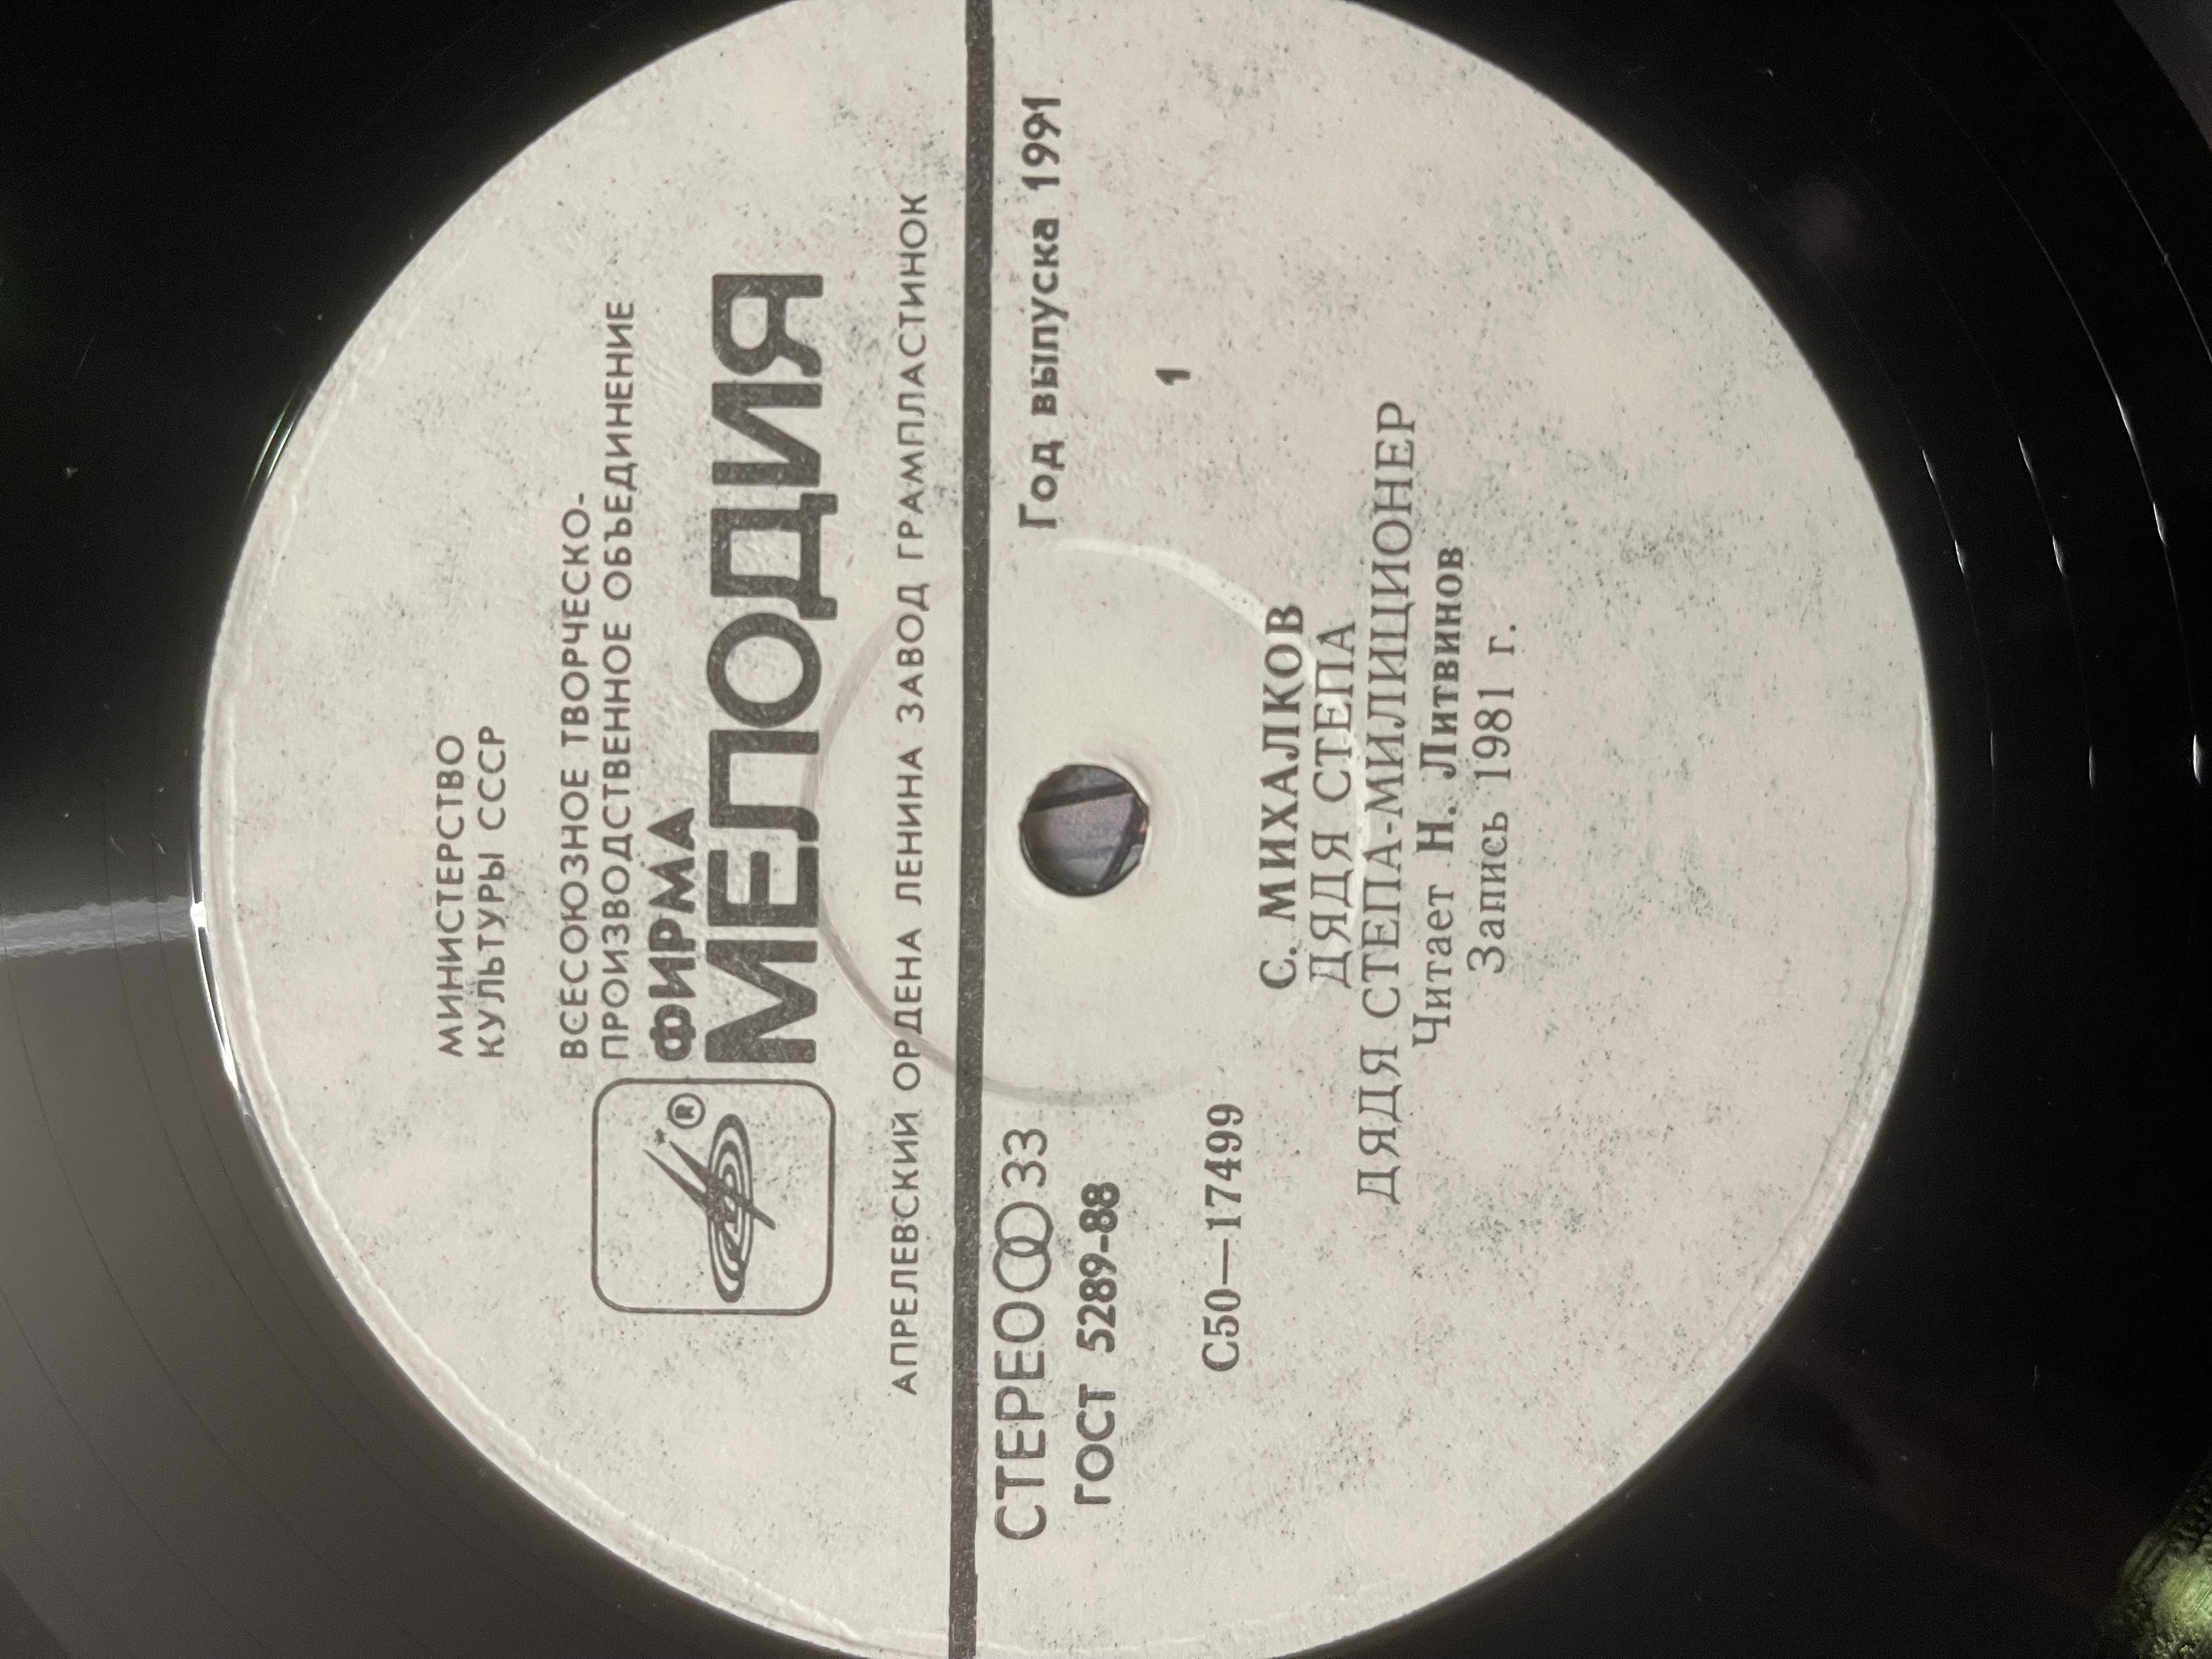 МИНИСТЕРСТВО
КУЛЬТУРЫ СССР
ВСЕСОЮЗНОЕ ТВОРЧЕСКО-
ПРОИЗВОДСТВЕННОЕ ОБЪЕДИНЕНИЕ
ФИРМА
МЕЛОДИЯ
®
АПРЕЛЕВСКИЙ ОРДЕНА ЛЕНИНА ЗАВОД ГРАМПЛАСТИНОК
СТЕРЕО 33
Год выпуска 1991
ГОСТ 5289-88
1
С50—17499
С. МИХАЛКОВ
ДЯДЯ СТЕПА
ДЯДЯ СТЕПА-МИЛИЦИОНЕР
Читает Н. Литвинов
Запись 1981 г.